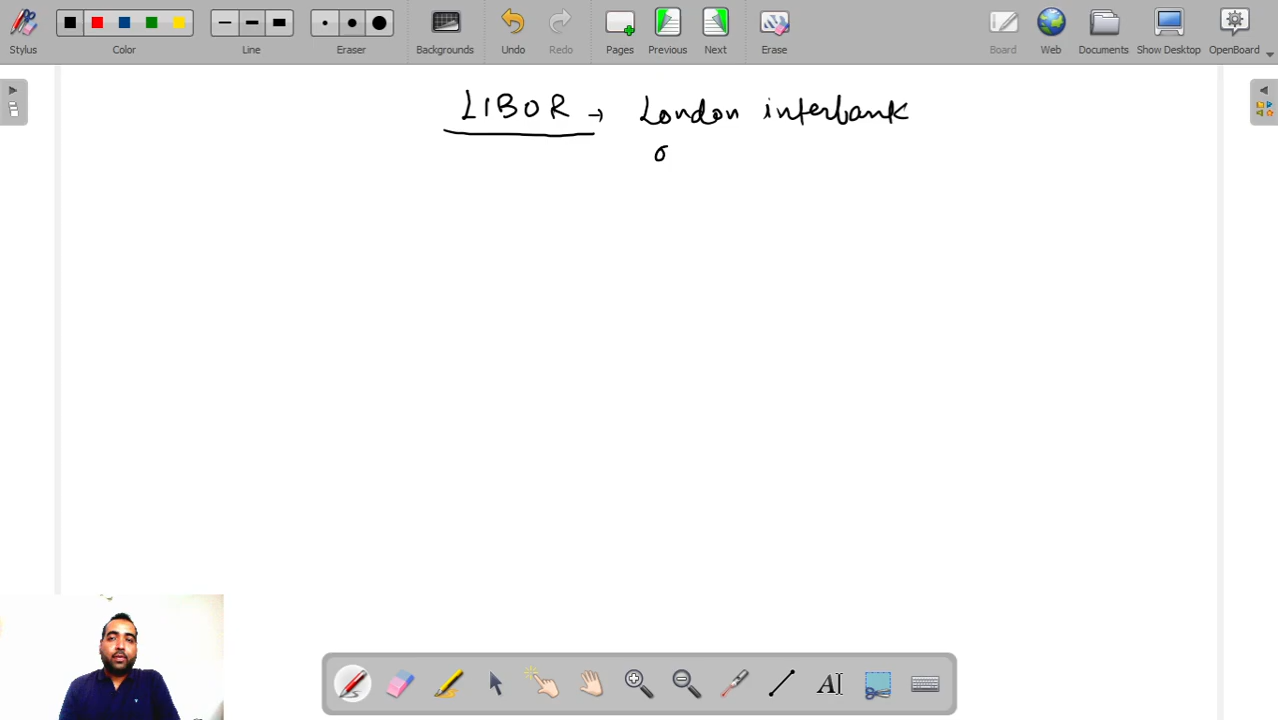 Stylus
Color
Line
Eraser
Backgrounds
Undo
Redo
Pages
Previous
Next
Erase
Board
Web
Documents
Show Desktop
OpenBoard
LIBOR → London interbank
o
AI